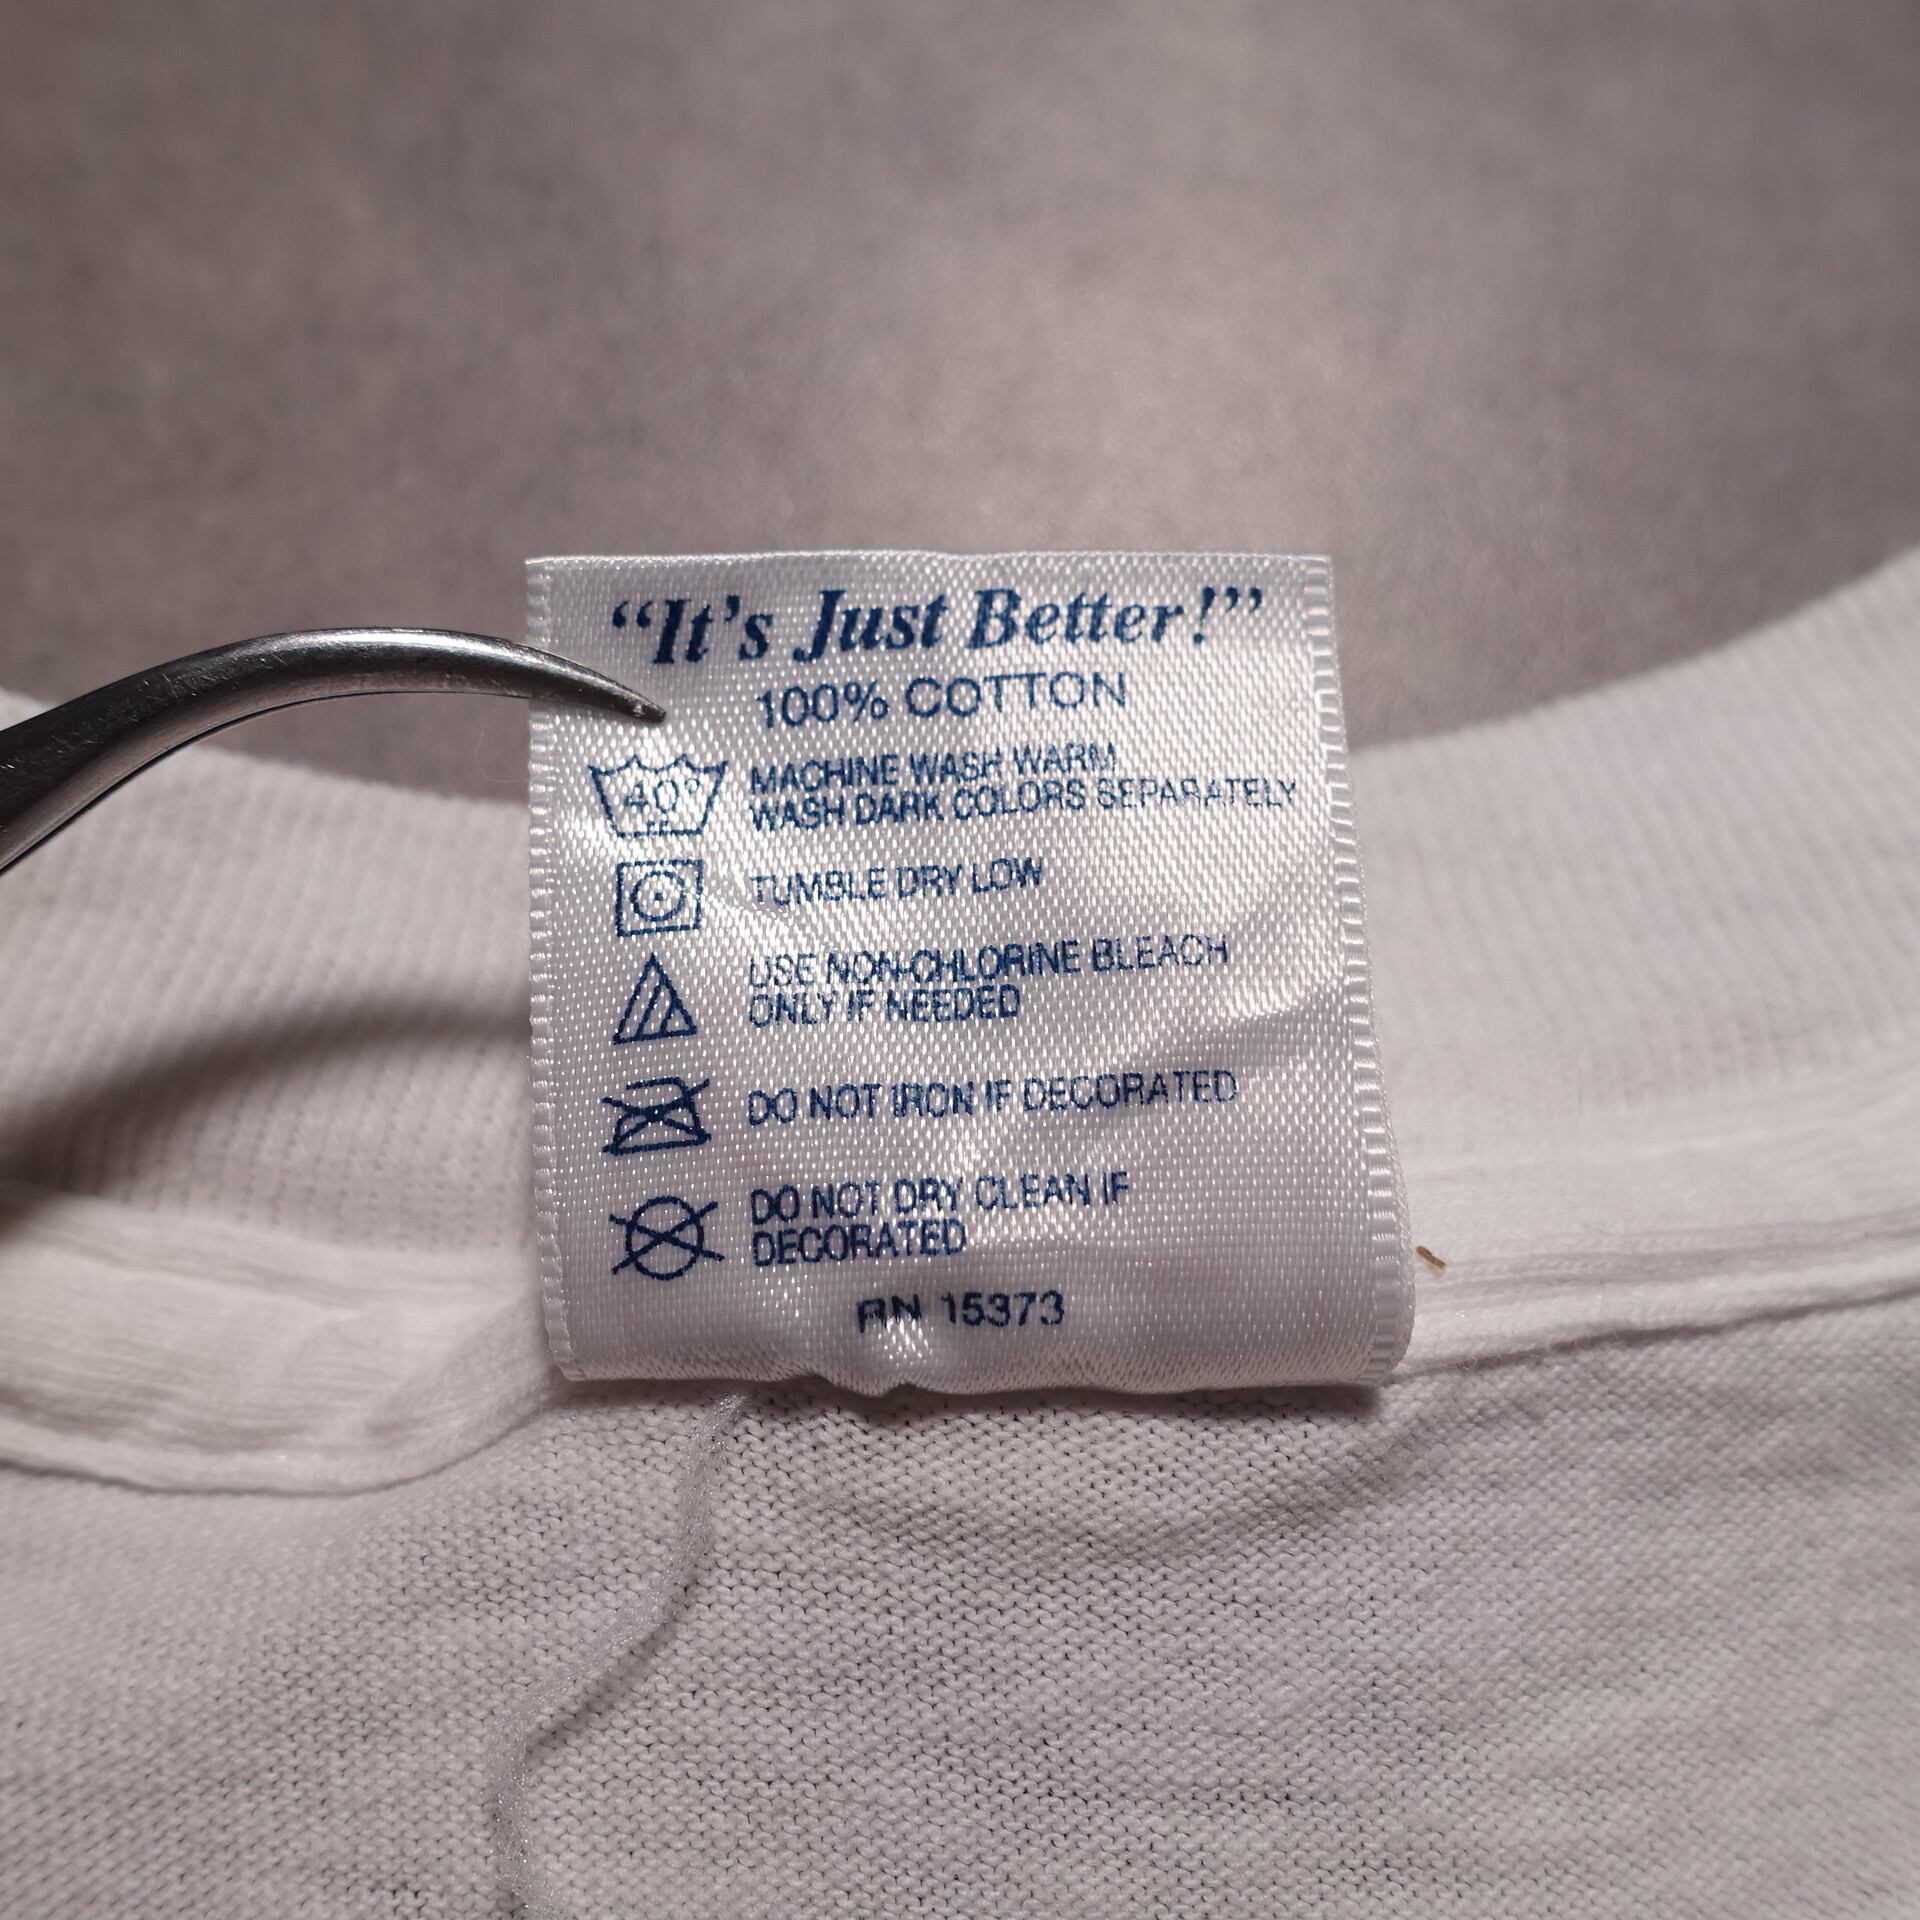 “It's Just Better!”
100% COTTON
40° MACHINE WASH WARM
WASH DARK COLORS SEPARATELY
TUMBLE DRY LOW
USE NON-CHLORINE BLEACH
ONLY IF NEEDED
DO NOT IRON IF DECORATED
DO NOT DRY CLEAN IF
DECORATED
RN 15373